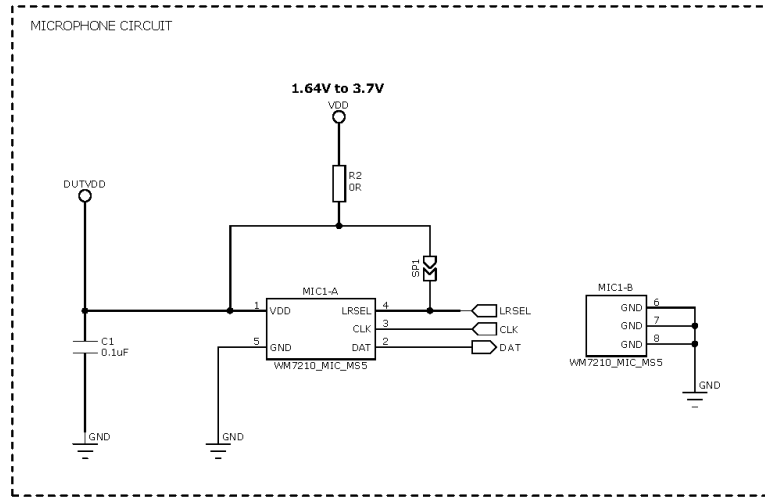 MICROPHONE CIRCUIT
1.64V to 3.7V
VDD
R2
0R
DUTVDD
SP1
MIC1-A
1 VDD LRSEL 4 LRSEL
CLK 3 CLK
5 GND DAT 2 DAT
WM7210_MIC_MS5
C1
0.1uF
GND
GND
MIC1-B
GND 6
GND 7
GND 8
WM7210_MIC_MS5
GND